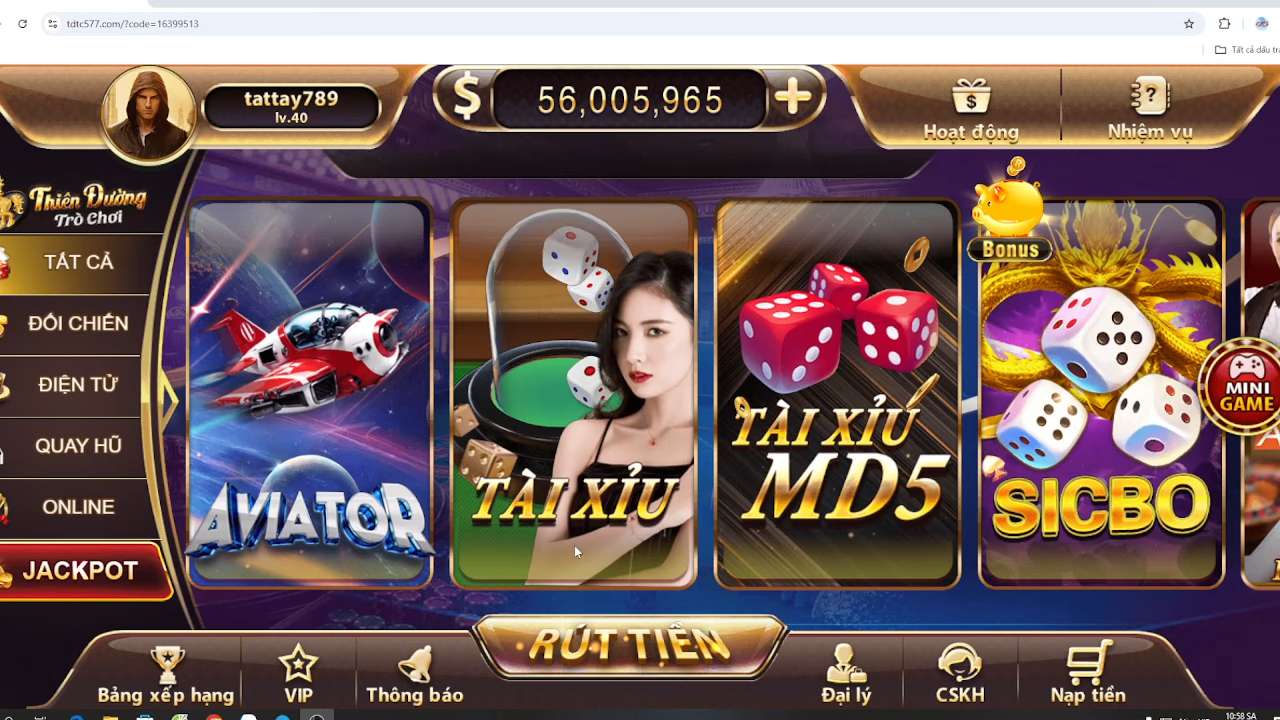 tdtc577.com/?code=16399513
Tất cả dấu
tattay789
lv.40
$ 56,005,965 +
Hoạt động
Nhiệm vụ
Thiên Đường
Trò Chơi
TẤT CẢ
ĐỐI CHIẾN
ĐIỆN TỬ
QUAY HŨ
ONLINE
JACKPOT
AVIATOR
TÀI XỈU
TÀI XỈU
MD5
Bonus
SICBO
MINI
GAME
RÚT TIỀN
Bảng xếp hạng
VIP
Thông báo
Đại lý
CSKH
Nạp tiền
10:58 SA